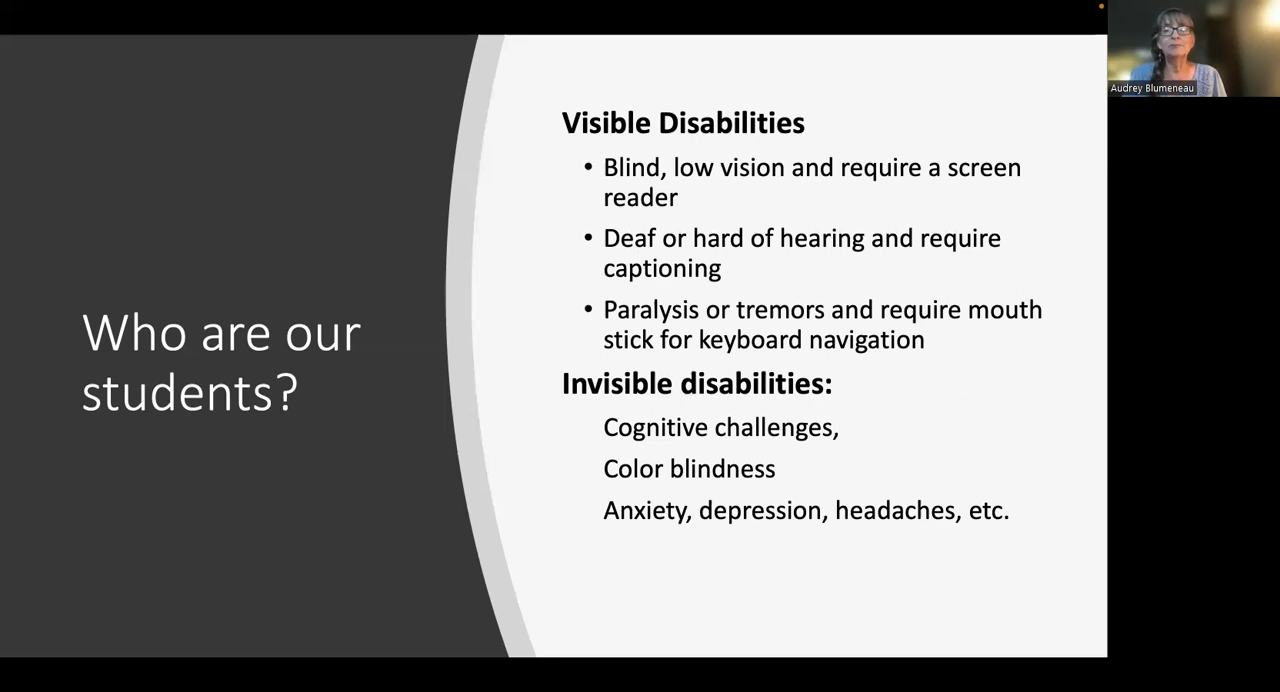 Who are our
students?
Visible Disabilities
• Blind, low vision and require a screen
reader
• Deaf or hard of hearing and require
captioning
• Paralysis or tremors and require mouth
stick for keyboard navigation
Invisible disabilities:
Cognitive challenges,
Color blindness
Anxiety, depression, headaches, etc.
Audrey Blumeneau